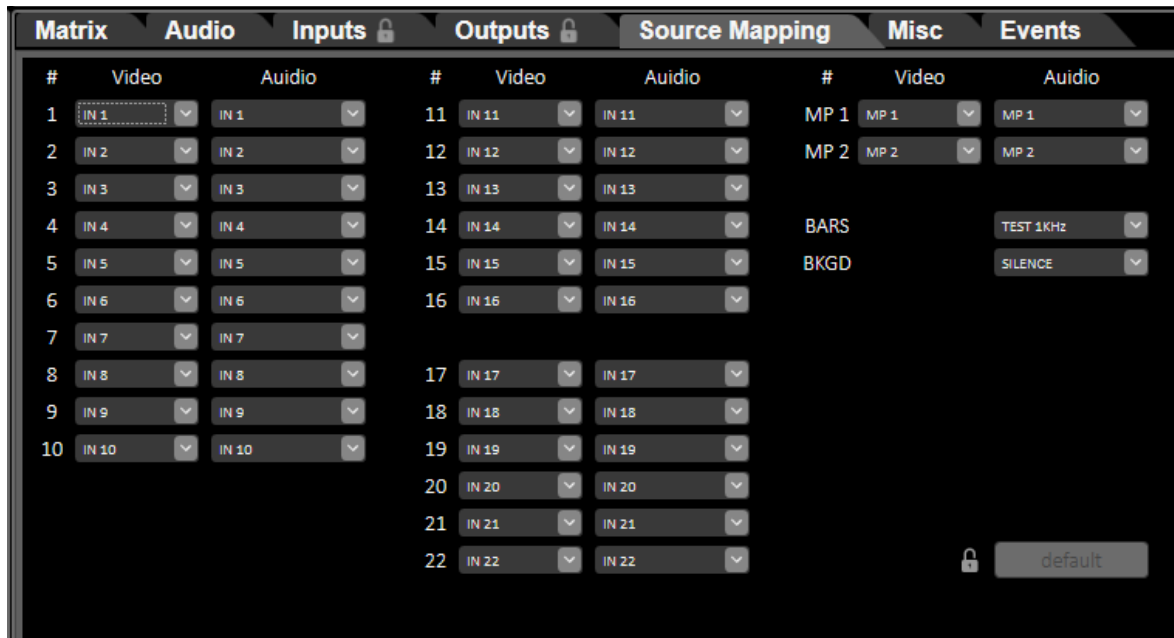 Matrix Audio Inputs Outputs Source Mapping Misc Events
# Video Auidio # Video Auidio # Video Auidio
1 IN 1 IN 1 11 IN 11 IN 11 MP 1 MP 1 MP 1
2 IN 2 IN 2 12 IN 12 IN 12 MP 2 MP 2 MP 2
3 IN 3 IN 3 13 IN 13 IN 13
4 IN 4 IN 4 14 IN 14 IN 14 BARS TEST 1KHz
5 IN 5 IN 5 15 IN 15 IN 15 BKGD SILENCE
6 IN 6 IN 6 16 IN 16 IN 16
7 IN 7 IN 7
8 IN 8 IN 8 17 IN 17 IN 17
9 IN 9 IN 9 18 IN 18 IN 18
10 IN 10 IN 10 19 IN 19 IN 19
20 IN 20 IN 20
21 IN 21 IN 21
22 IN 22 IN 22 default